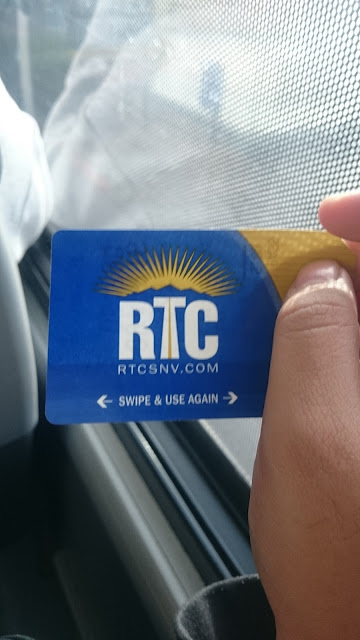 RTC
RTCSNV.COM
← SWIPE & USE AGAIN →